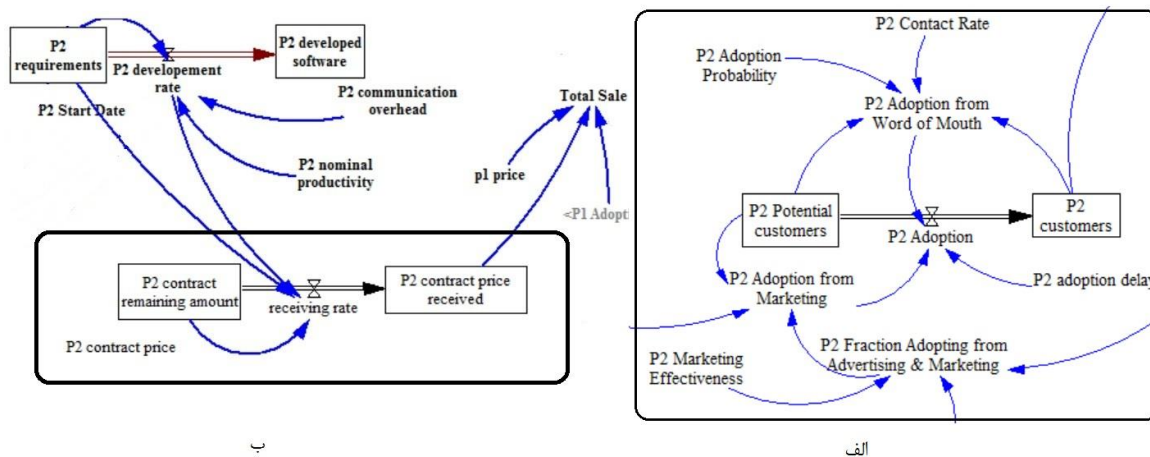 P2
requirements
P2 developed
software
P2 developement
rate
P2 Start Date
P2 communication
overhead
P2 nominal
productivity
Total Sale
p1 price
<P1 Adopti
P2 contract
remaining amount
receiving rate
P2 contract price
received
P2 contract price
ب
P2 Contact Rate
P2 Adoption
Probability
P2 Adoption from
Word of Mouth
P2 Potential
customers
P2 Adoption
P2
customers
P2 Adoption from
Marketing
P2 adoption delay
P2 Marketing
Effectiveness
P2 Fraction Adopting from
Advertising & Marketing
الف